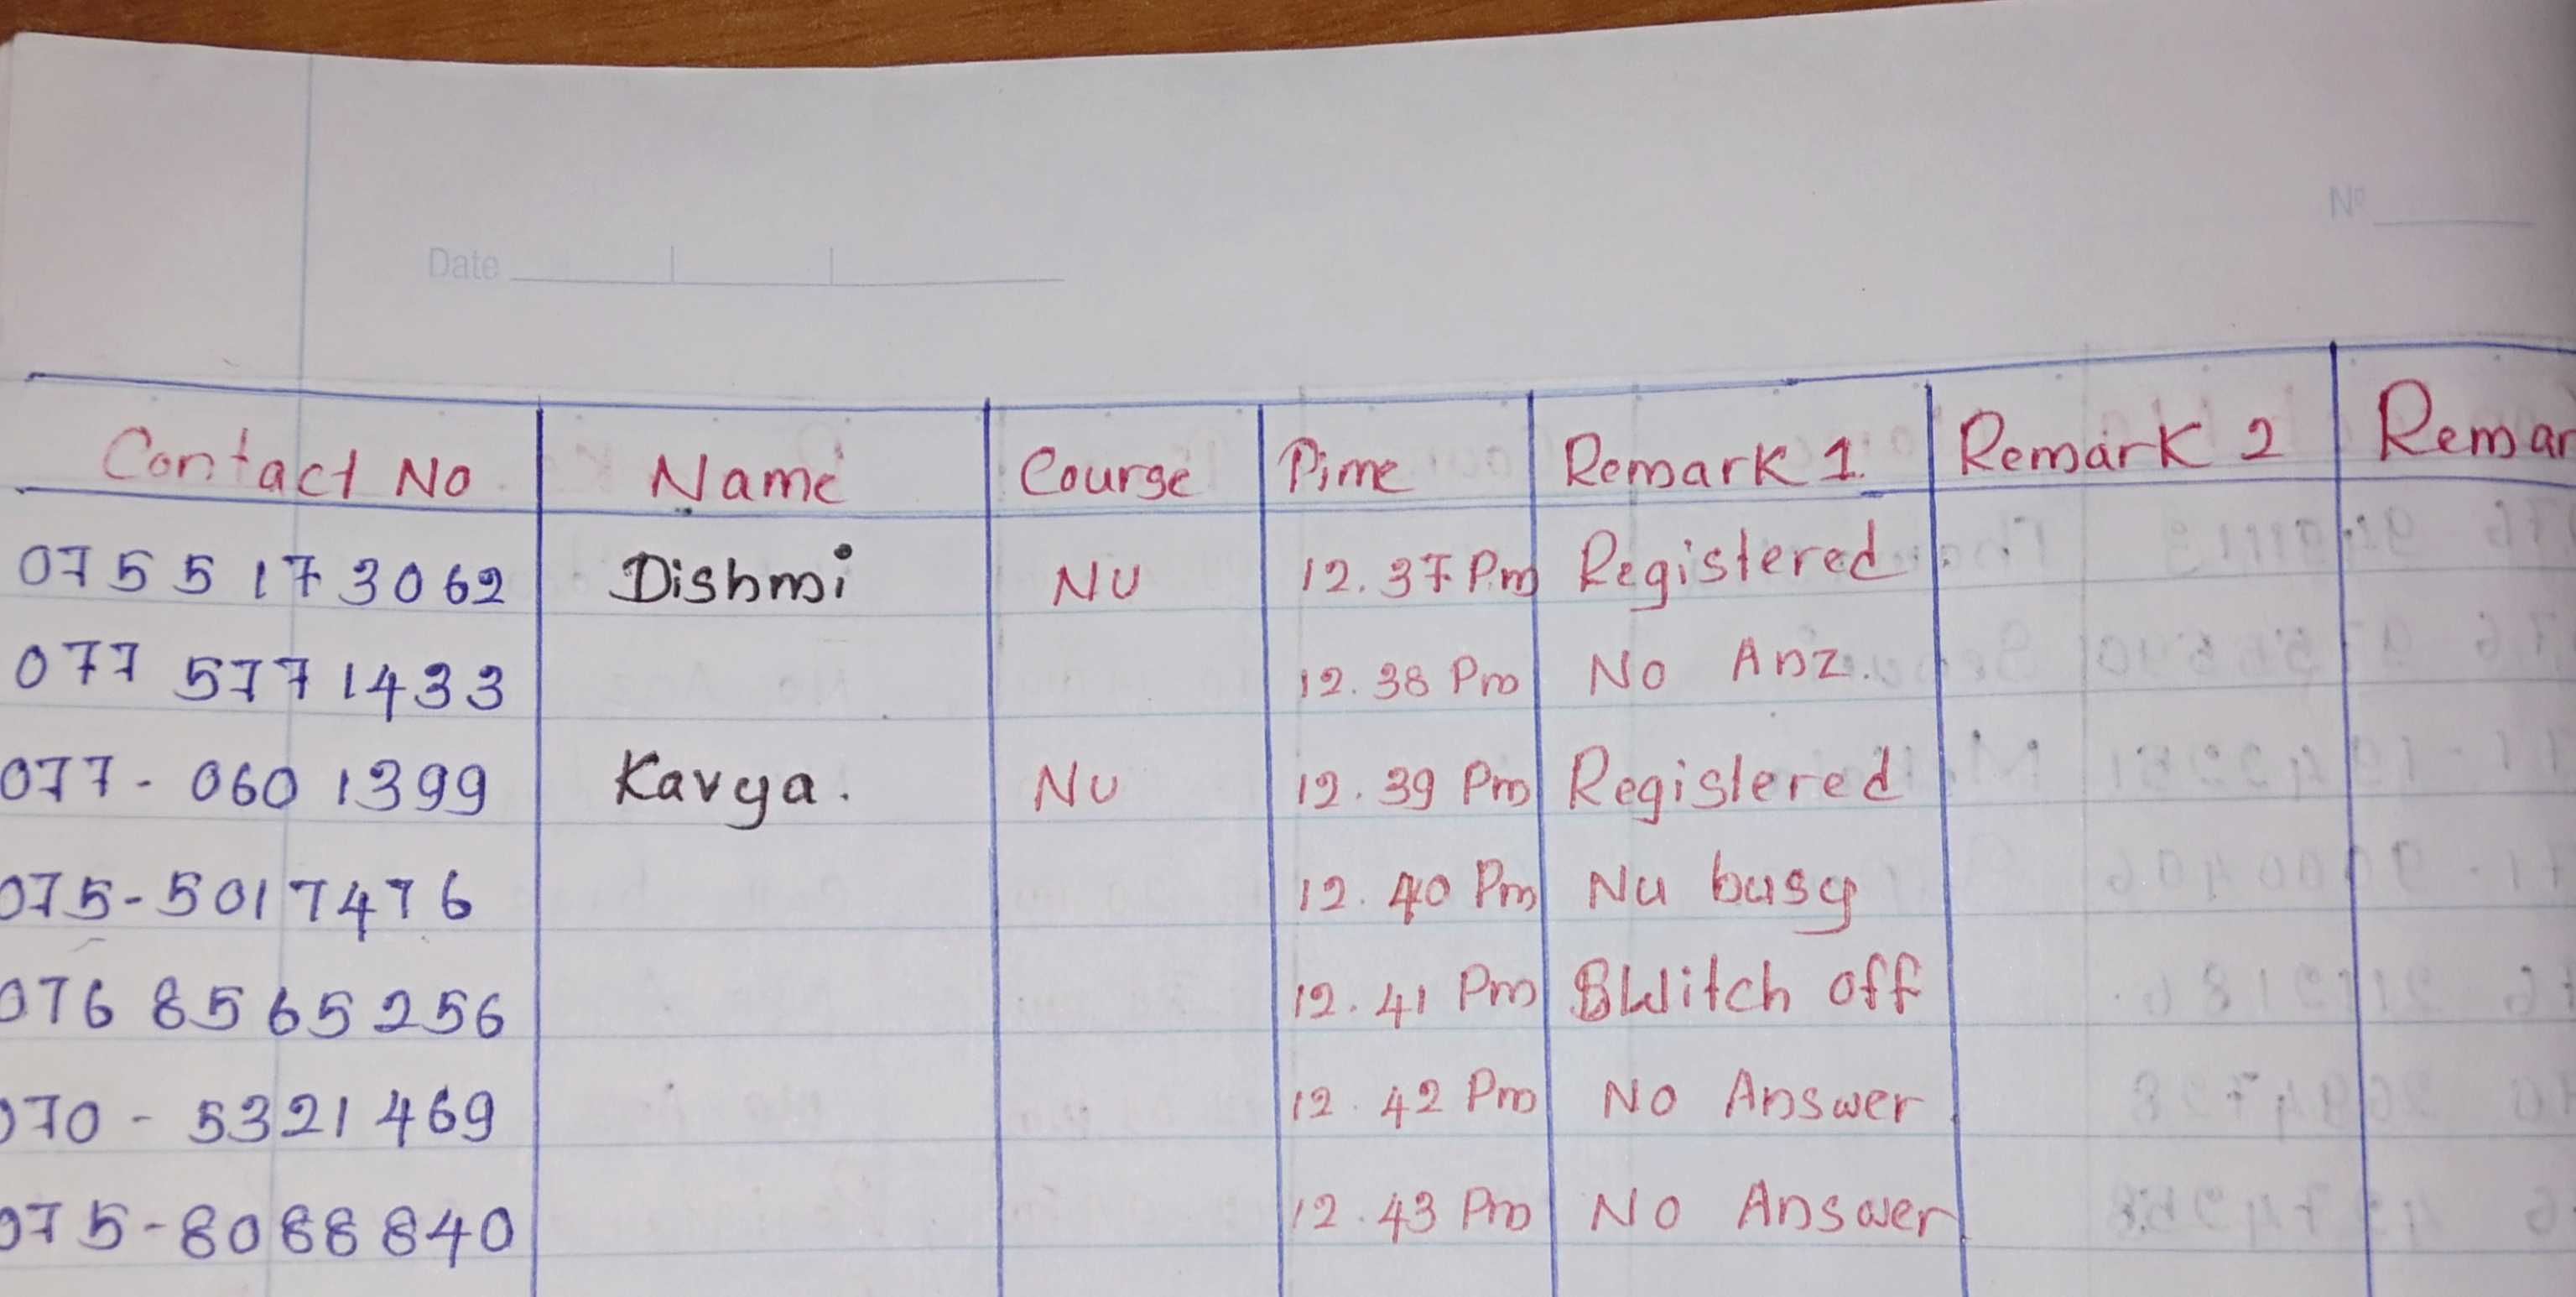 Nº
Date
Contact No Name Course Time Remark 1. Remark 2 Remar
075 5173062 Dishmi NU 12.37 Pm Registered
077 5771433 12.38 Pm No Anz.
077-060 1399 Kavya. NU 12.39 Pm Registered
075-5017476 12.40 Pm Nu busy
076 8565256 12.41 Pm SWitch off
070-5321469 12.42 Pm No Answer
075-8088840 12.43 Pm No Answer